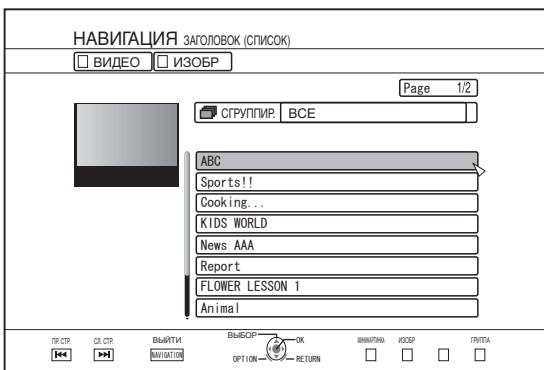 НАВИГАЦИЯ ЗАГОЛОВОК (СПИСОК)
ВИДЕО ИЗОБР
Page 1/2
СГРУППИР. ВСЕ
ABC
Sports!!
Cooking...
KIDS WORLD
News AAA
Report
FLOWER LESSON 1
Animal
ПР. СТР. СЛ. СТР. ВЫЙТИ ВЫБОР OK МИНИКАРТИНКА ИЗОБР ГРУППА
NAVIGATION OPTION RETURN